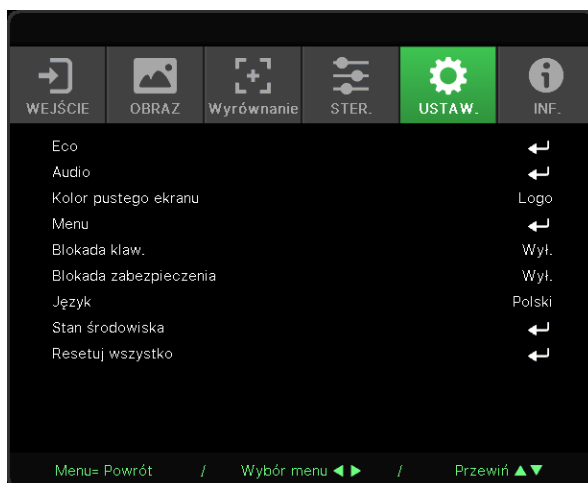 WEJŚCIE OBRAZ Wyrównanie STER. USTAW. INF.
Eco
Audio
Kolor pustego ekranu Logo
Menu
Blokada klaw. Wył.
Blokada zabezpieczenia Wył.
Język Polski
Stan środowiska
Resetuj wszystko
Menu= Powrót / Wybór menu ◀ ▶ / Przewiń ▲▼